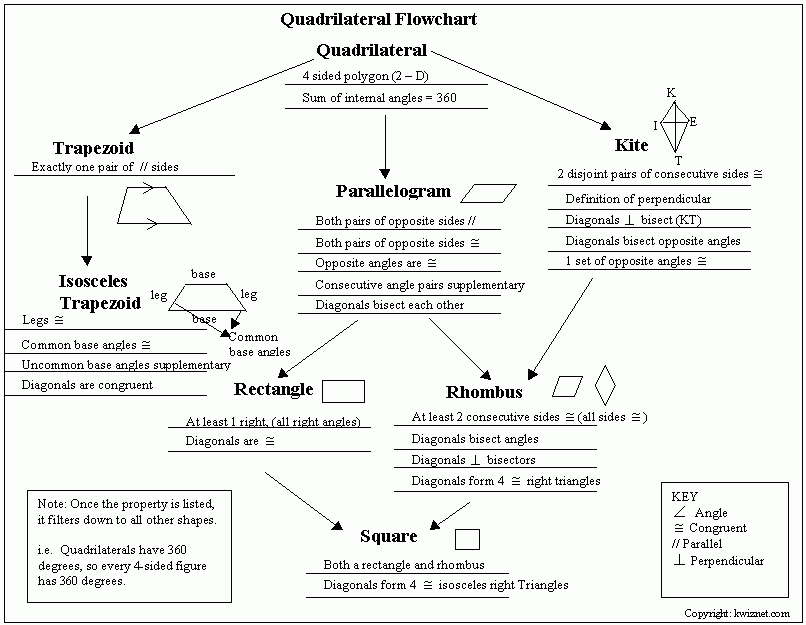 Quadrilateral Flowchart
Quadrilateral
4 sided polygon (2 – D)
Sum of internal angles = 360
Trapezoid
Exactly one pair of // sides
Kite
K
I
E
T
2 disjoint pairs of consecutive sides ≅
Definition of perpendicular
Diagonals ⊥ bisect (KT)
Diagonals bisect opposite angles
1 set of opposite angles ≅
Parallelogram
Both pairs of opposite sides //
Both pairs of opposite sides ≅
Opposite angles are ≅
Consecutive angle pairs supplementary
Diagonals bisect each other
Isosceles
Trapezoid
base
leg
leg
base
Common
base angles
Legs ≅
Common base angles ≅
Uncommon base angles supplementary
Diagonals are congruent
Rectangle
At least 1 right, (all right angles)
Diagonals are ≅
Rhombus
At least 2 consecutive sides ≅ (all sides ≅)
Diagonals bisect angles
Diagonals ⊥ bisectors
Diagonals form 4 ≅ right triangles
Square
Both a rectangle and rhombus
Diagonals form 4 ≅ isosceles right Triangles
Note: Once the property is listed,
it filters down to all other shapes.
i.e. Quadrilaterals have 360
degrees, so every 4-sided figure
has 360 degrees.
KEY
∠ Angle
≅ Congruent
// Parallel
⊥ Perpendicular
Copyright: kwiznet.com